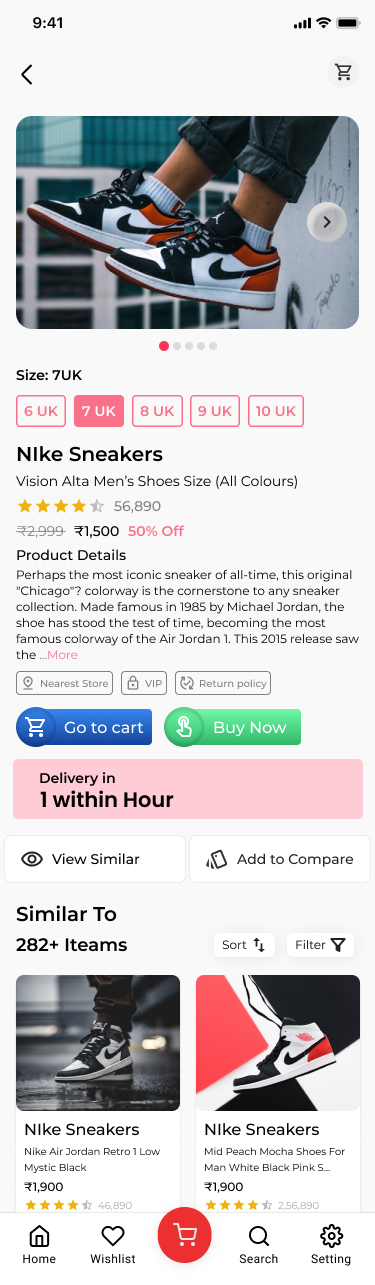 9:41
Size: 7UK
6 UK
7 UK
8 UK
9 UK
10 UK
NIke Sneakers
Vision Alta Men’s Shoes Size (All Colours)
56,890
₹2,999 ₹1,500 50% Off
Product Details
Perhaps the most iconic sneaker of all-time, this original
"Chicago"? colorway is the cornerstone to any sneaker
collection. Made famous in 1985 by Michael Jordan, the
shoe has stood the test of time, becoming the most
famous colorway of the Air Jordan 1. This 2015 release saw
the ...More
Nearest Store
VIP
Return policy
Go to cart
Buy Now
Delivery in
1 within Hour
View Similar
Add to Compare
Similar To
282+ Iteams
Sort
Filter
NIke Sneakers
Nike Air Jordan Retro 1 Low
Mystic Black
₹1,900
46,890
NIke Sneakers
Mid Peach Mocha Shoes For
Man White Black Pink S...
₹1,900
2,56,890
Home
Wishlist
Search
Setting